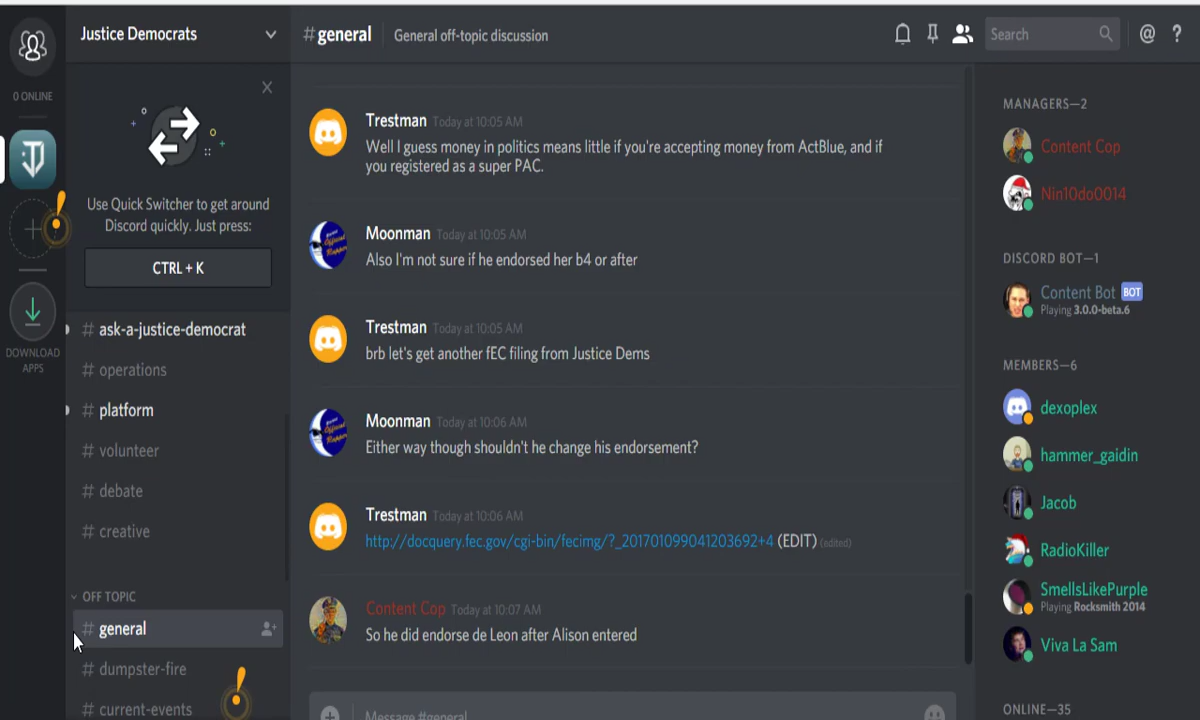 0 ONLINE
DOWNLOAD
APPS
Justice Democrats
Use Quick Switcher to get around
Discord quickly. Just press:
CTRL + K
# ask-a-justice-democrat
# operations
# platform
# volunteer
# debate
# creative
OFF TOPIC
# general
# dumpster-fire
# current-events
# general
General off-topic discussion
Search
@ ?
Trestman Today at 10:05 AM
Well I guess money in politics means little if you're accepting money from ActBlue, and if
you registered as a super PAC.
Moonman Today at 10:05 AM
Also I'm not sure if he endorsed her b4 or after
Trestman Today at 10:05 AM
brb let's get another fEC filing from Justice Dems
Moonman Today at 10:06 AM
Either way though shouldn't he change his endorsement?
Trestman Today at 10:06 AM
http://docquery.fec.gov/cgi-bin/fecimg/?_201701099041203692+4 (EDIT) (edited)
Content Cop Today at 10:07 AM
So he did endorse de Leon after Alison entered
Message #general
MANAGERS—2
Content Cop
Nin10do0014
DISCORD BOT—1
Content Bot BOT
Playing 3.0.0-beta.6
MEMBERS—6
dexoplex
hammer_gaidin
Jacob
RadioKiller
SmellsLikePurple
Playing Rocksmith 2014
Viva La Sam
ONLINE—35